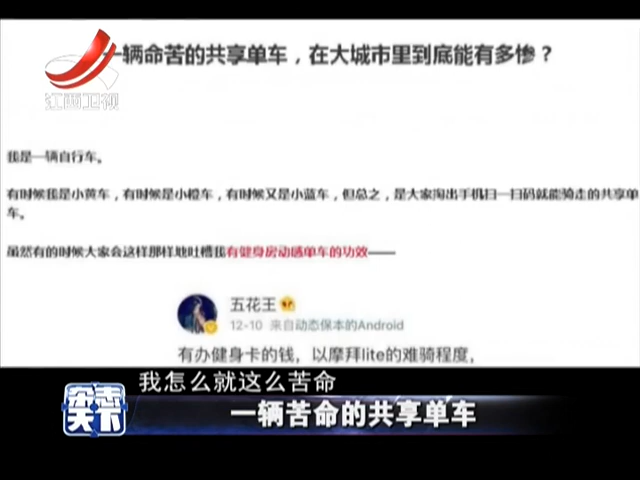 一辆命苦的共享单车，在大城市里到底能有多惨？
江西卫视
我是一辆自行车。
有时候我是小黄车，有时候是小橙车，有时候又是小蓝车，但总之，是大家掏出手机扫一扫码就能骑走的共享单
车。
虽然有的时候大家会这样那样地吐槽我有健身房动感单车的功效——
五花王
12-10 来自动态保本的Android
有办健身卡的钱，以摩拜lite的难骑程度，
我怎么就这么苦命
杂志天下
一辆苦命的共享单车